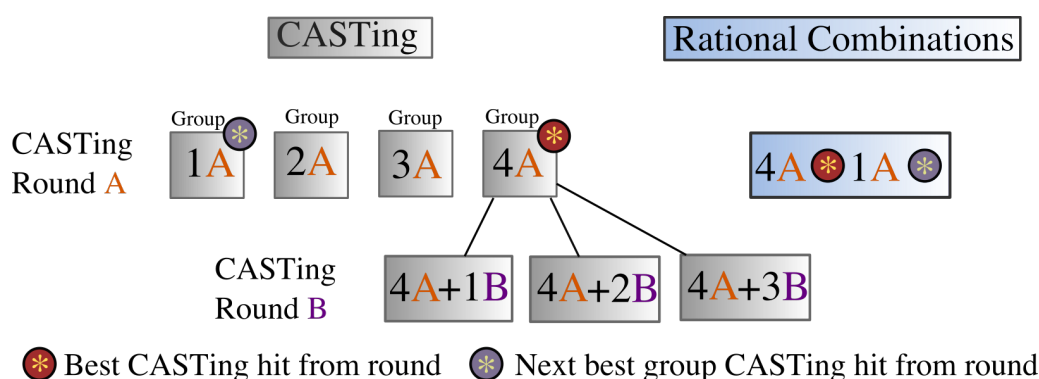 CASTing
Rational Combinations
Group Group Group Group
CASTing
Round A
1A * 2A 3A 4A *
4A * 1A *
CASTing
Round B
4A+1B 4A+2B 4A+3B
* Best CASTing hit from round * Next best group CASTing hit from round